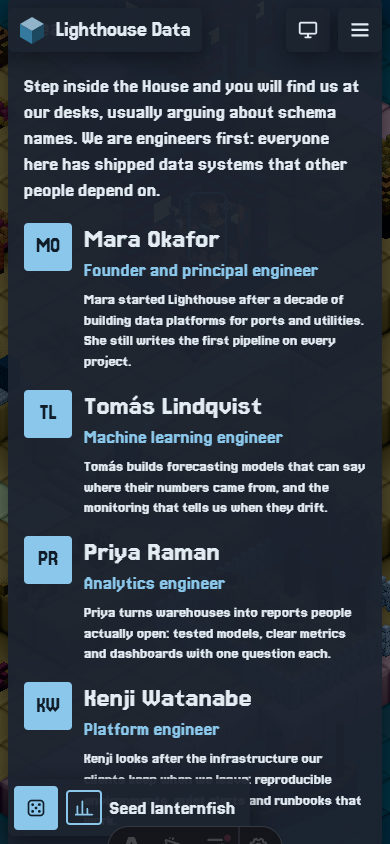 Lighthouse Data
Step inside the House and you will find us at
our desks, usually arguing about schema
names. We are engineers first: everyone
here has shipped data systems that other
people depend on.
MO
Mara Okafor
Founder and principal engineer
Mara started Lighthouse after a decade of
building data platforms for ports and utilities.
She still writes the first pipeline on every
project.
TL
Tomás Lindqvist
Machine learning engineer
Tomás builds forecasting models that can say
where their numbers came from, and the
monitoring that tells us when they drift.
PR
Priya Raman
Analytics engineer
Priya turns warehouses into reports people
actually open: tested models, clear metrics
and dashboards with one question each.
KW
Kenji Watanabe
Platform engineer
Kenji looks after the infrastructure our
reproducible
and runbooks that
Seed lanternfish